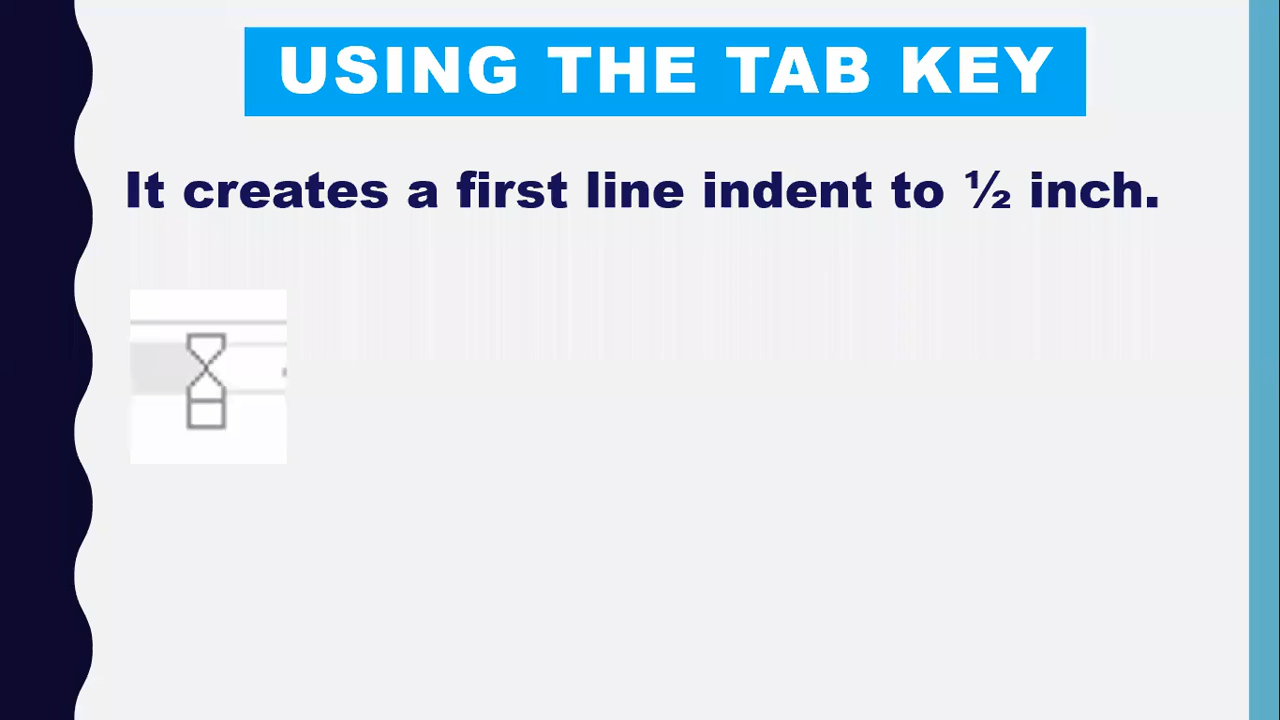 USING THE TAB KEY
It creates a first line indent to ½ inch.